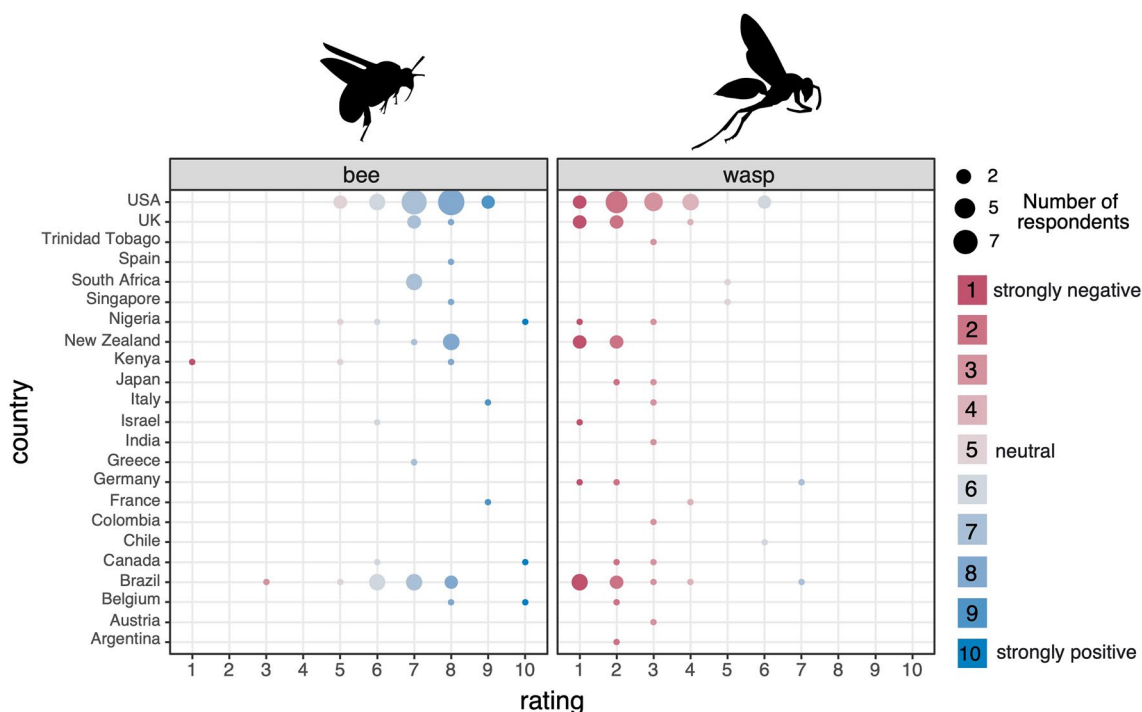 bee
wasp
USA
UK
Trinidad Tobago
Spain
South Africa
Singapore
Nigeria
New Zealand
Kenya
Japan
Italy
Israel
India
Greece
Germany
France
Colombia
Chile
Canada
Brazil
Belgium
Austria
Argentina
country
1 2 3 4 5 6 7 8 9 10
1 2 3 4 5 6 7 8 9 10
rating
2
5
7
Number of
respondents
1 strongly negative
2
3
4
5 neutral
6
7
8
9
10 strongly positive